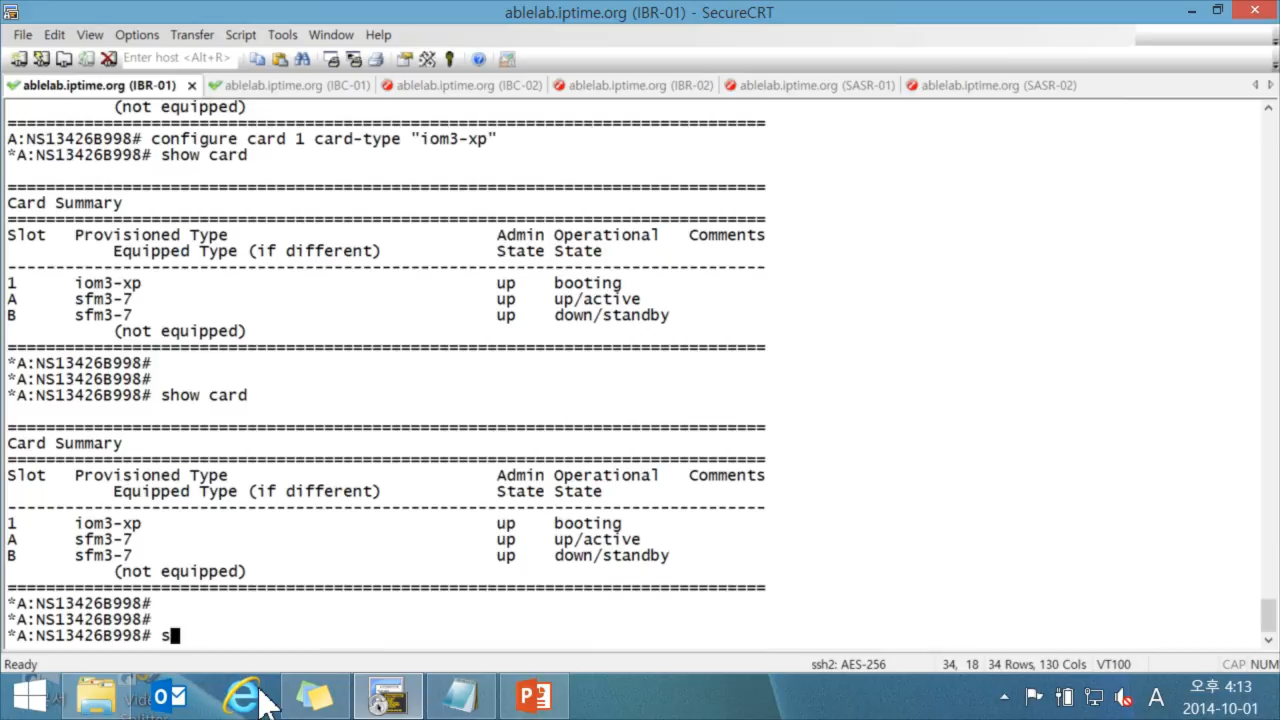 ablelab.iptime.org (IBR-01) - SecureCRT
File Edit View Options Transfer Script Tools Window Help
Enter host <Alt+R>
ablelab.iptime.org (IBR-01) ablelab.iptime.org (IBC-01) ablelab.iptime.org (IBC-02) ablelab.iptime.org (IBR-02) ablelab.iptime.org (SASR-01) ablelab.iptime.org (SASR-02)
(not equipped)
===============================================================================
A:NS13426B998# configure card 1 card-type "iom3-xp"
*A:NS13426B998# show card
===============================================================================
Card Summary
===============================================================================
Slot Provisioned Type Admin Operational Comments
Equipped Type (if different) State State
-------------------------------------------------------------------------------
1 iom3-xp up booting
A sfm3-7 up up/active
B sfm3-7 up down/standby
(not equipped)
===============================================================================
*A:NS13426B998#
*A:NS13426B998#
*A:NS13426B998# show card
===============================================================================
Card Summary
===============================================================================
Slot Provisioned Type Admin Operational Comments
Equipped Type (if different) State State
-------------------------------------------------------------------------------
1 iom3-xp up booting
A sfm3-7 up up/active
B sfm3-7 up down/standby
(not equipped)
===============================================================================
*A:NS13426B998#
*A:NS13426B998#
*A:NS13426B998# s
Ready ssh2: AES-256 34, 18 34 Rows, 130 Cols VT100 CAP NUM
A 오후 4:13
2014-10-01